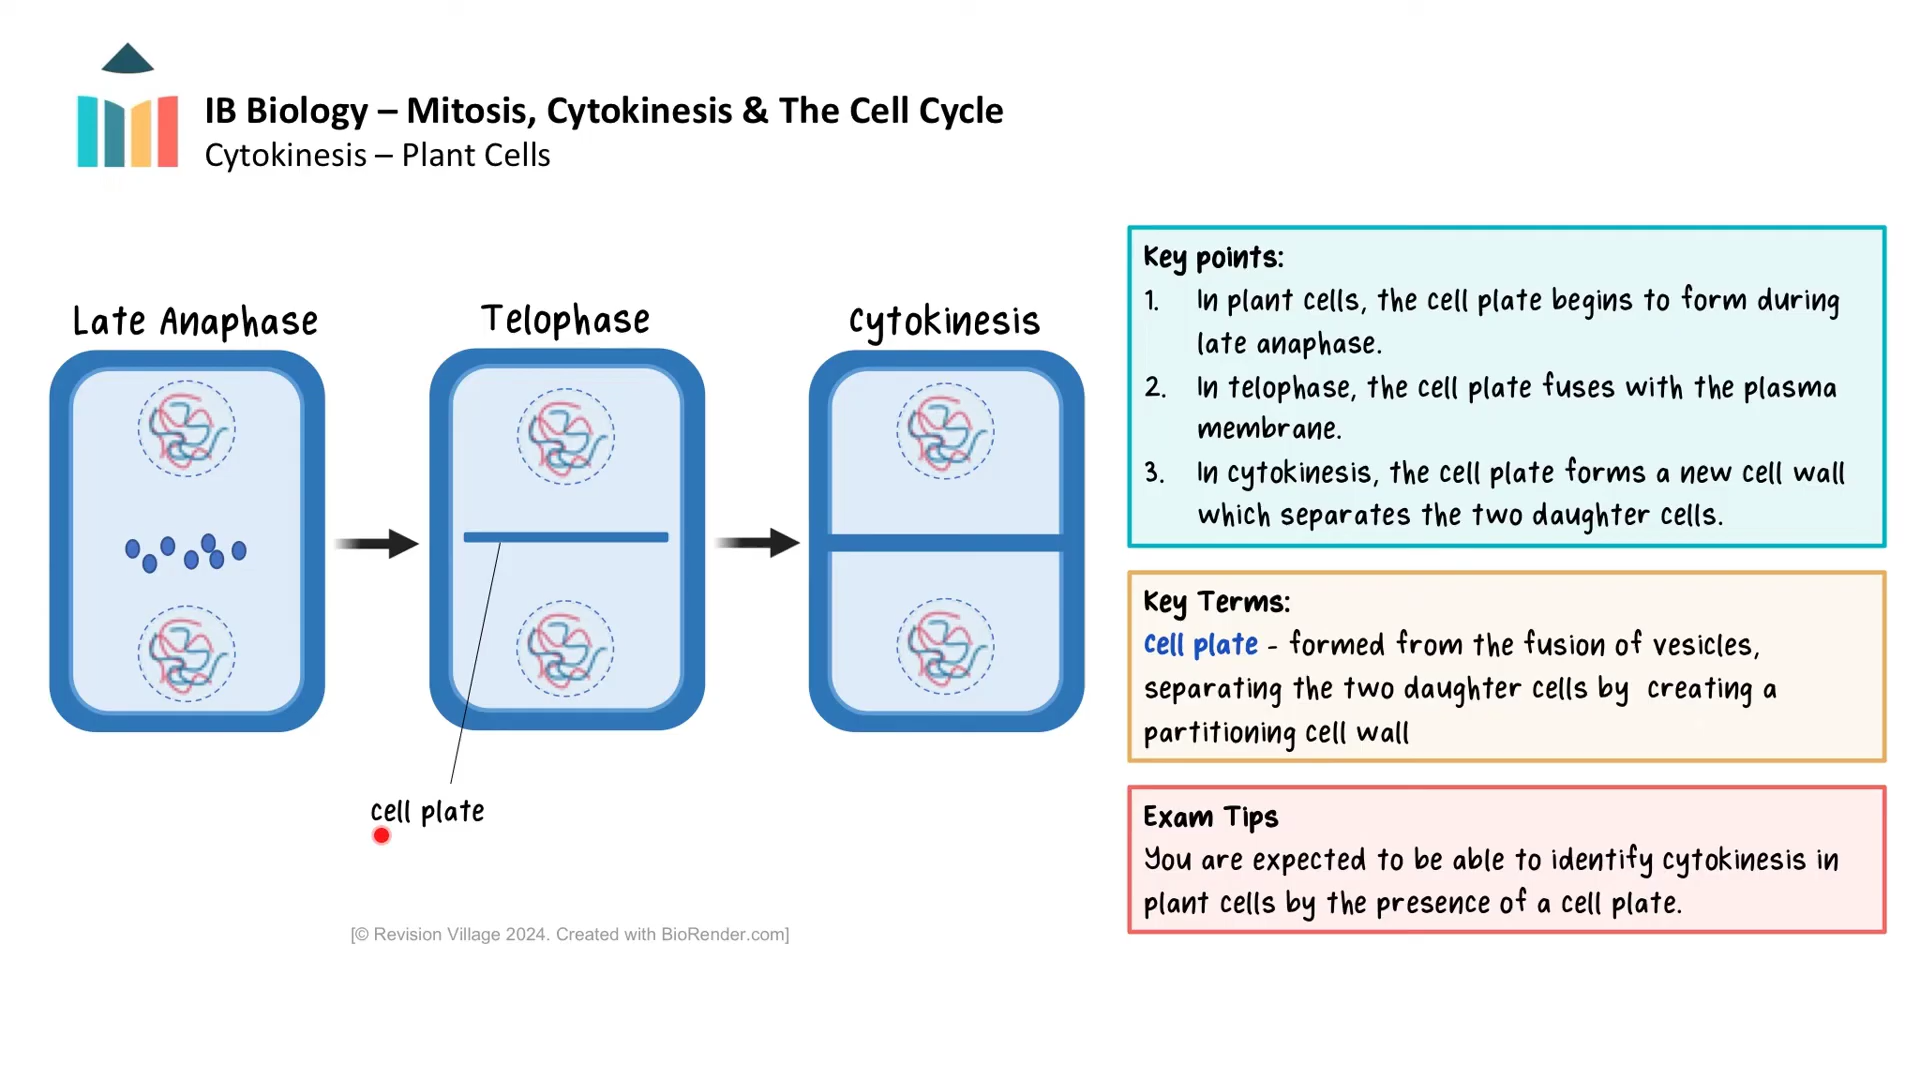 IB Biology – Mitosis, Cytokinesis & The Cell Cycle
Cytokinesis – Plant Cells
Late Anaphase
Telophase
Cytokinesis
cell plate
[© Revision Village 2024. Created with BioRender.com]
Key points:
1. In plant cells, the cell plate begins to form during
late anaphase.
2. In telophase, the cell plate fuses with the plasma
membrane.
3. In cytokinesis, the cell plate forms a new cell wall
which separates the two daughter cells.
Key Terms:
Cell plate - formed from the fusion of vesicles,
separating the two daughter cells by creating a
partitioning cell wall
Exam Tips
You are expected to be able to identify cytokinesis in
plant cells by the presence of a cell plate.